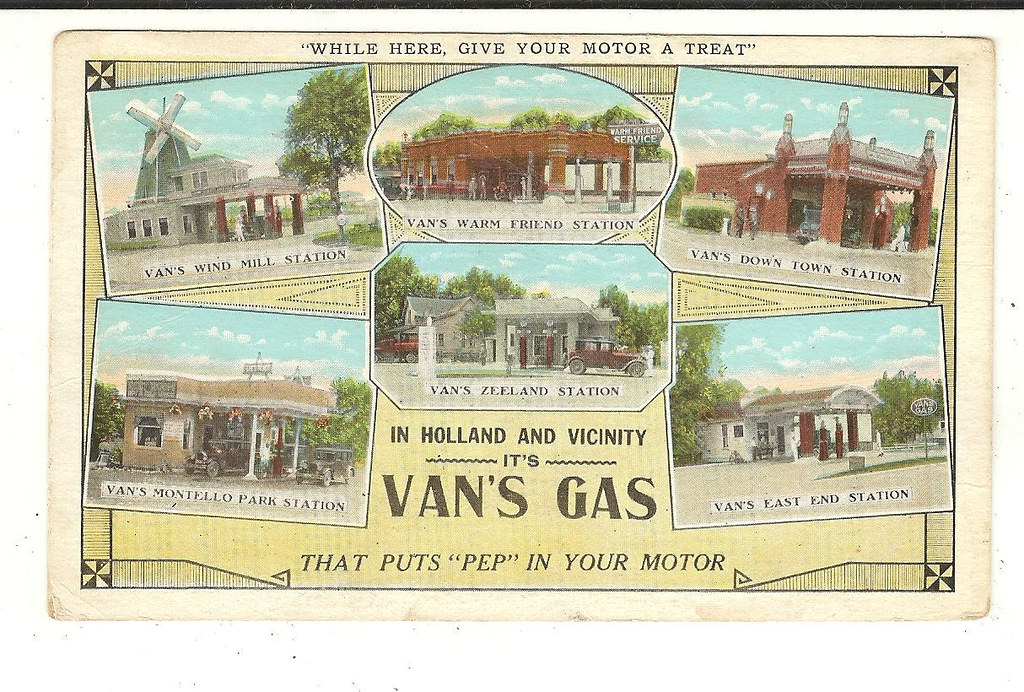 "WHILE HERE, GIVE YOUR MOTOR A TREAT"
VAN'S WIND MILL STATION
WARM FRIEND
SERVICE
VAN'S WARM FRIEND STATION
VAN'S DOWN TOWN STATION
VAN'S ZEELAND STATION
VAN'S MONTELLO PARK STATION
VANS
GAS
VAN'S EAST END STATION
IN HOLLAND AND VICINITY
IT'S
VAN'S GAS
THAT PUTS "PEP" IN YOUR MOTOR